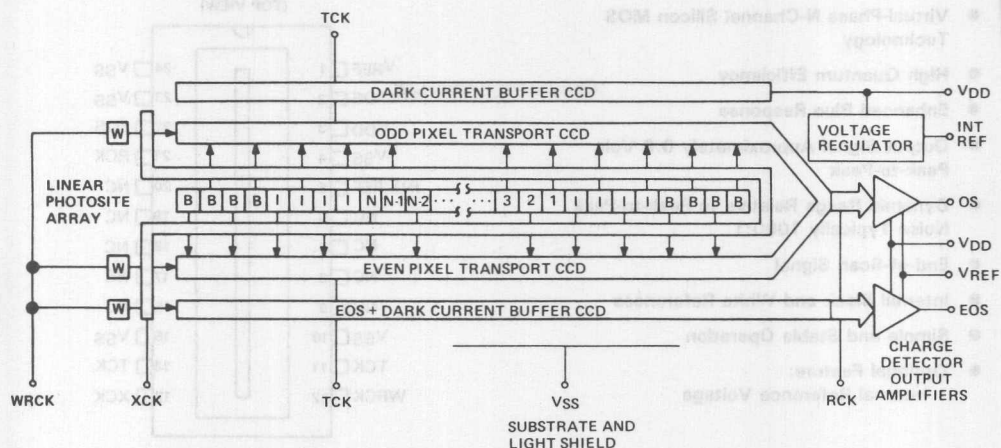 TCK
DARK CURRENT BUFFER CCD
VDD
W
ODD PIXEL TRANSPORT CCD
VOLTAGE
REGULATOR
INT
REF
LINEAR
PHOTOSITE
ARRAY
B B B B I I I I N N-1 N-2 3 2 1 I I I I B B B B
OS
VDD
VREF
W
EVEN PIXEL TRANSPORT CCD
W
EOS + DARK CURRENT BUFFER CCD
EOS
CHARGE
DETECTOR
OUTPUT
AMPLIFIERS
WRCK
XCK
TCK
VSS
RCK
SUBSTRATE AND
LIGHT SHIELD